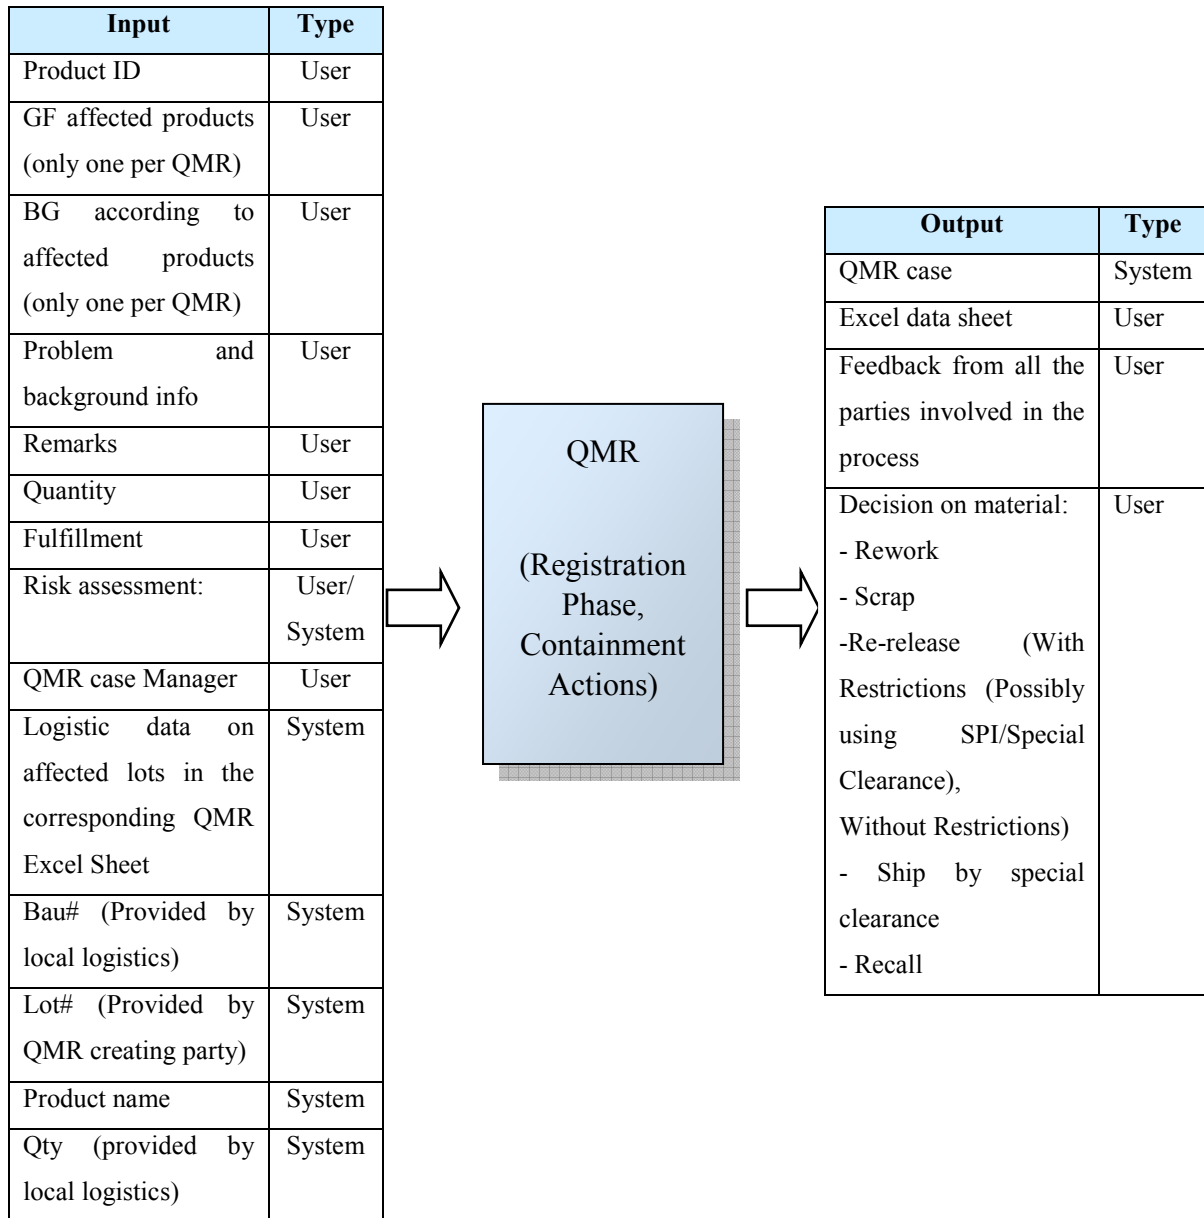 Input Type
Product ID User
GF affected products User
(only one per QMR)
BG according to User
affected products
(only one per QMR)
Problem and User
background info
Remarks User
Quantity User
Fulfillment User
Risk assessment: User/
System
QMR case Manager User
Logistic data on System
affected lots in the
corresponding QMR
Excel Sheet
Bau# (Provided by System
local logistics)
Lot# (Provided by System
QMR creating party)
Product name System
Qty (provided by System
local logistics)
QMR
(Registration
Phase,
Containment
Actions)
Output Type
QMR case System
Excel data sheet User
Feedback from all the User
parties involved in the
process
Decision on material: User
- Rework
- Scrap
-Re-release (With
Restrictions (Possibly
using SPI/Special
Clearance),
Without Restrictions)
- Ship by special
clearance
- Recall